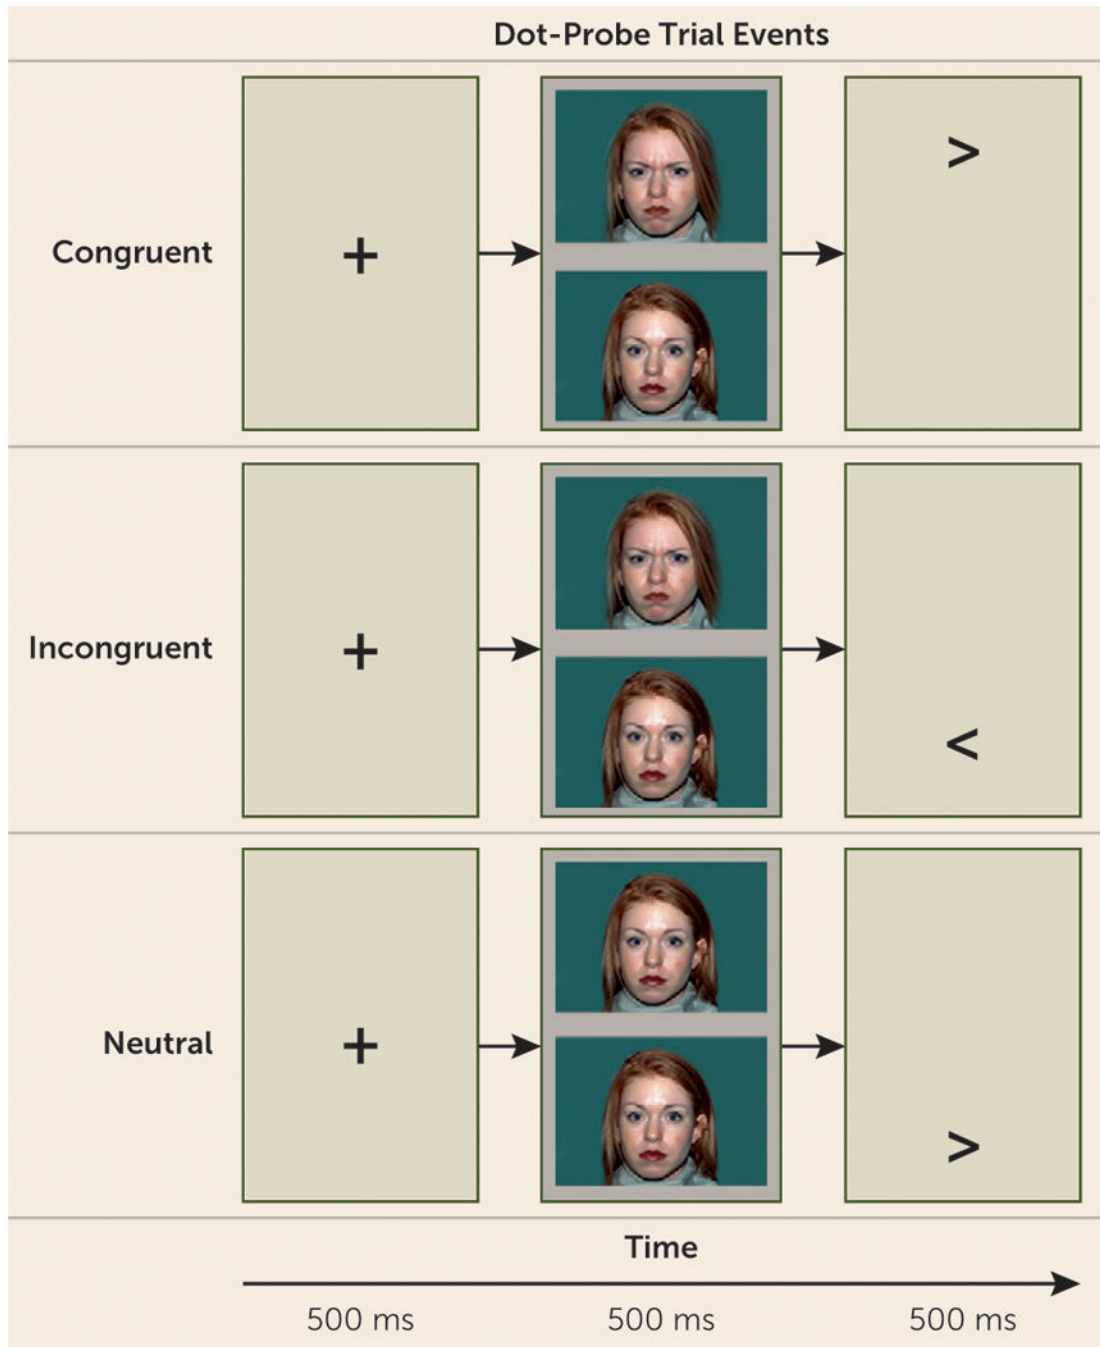 Dot-Probe Trial Events
Congruent
+
>
Incongruent
+
<
Neutral
+
>
Time
500 ms 500 ms 500 ms